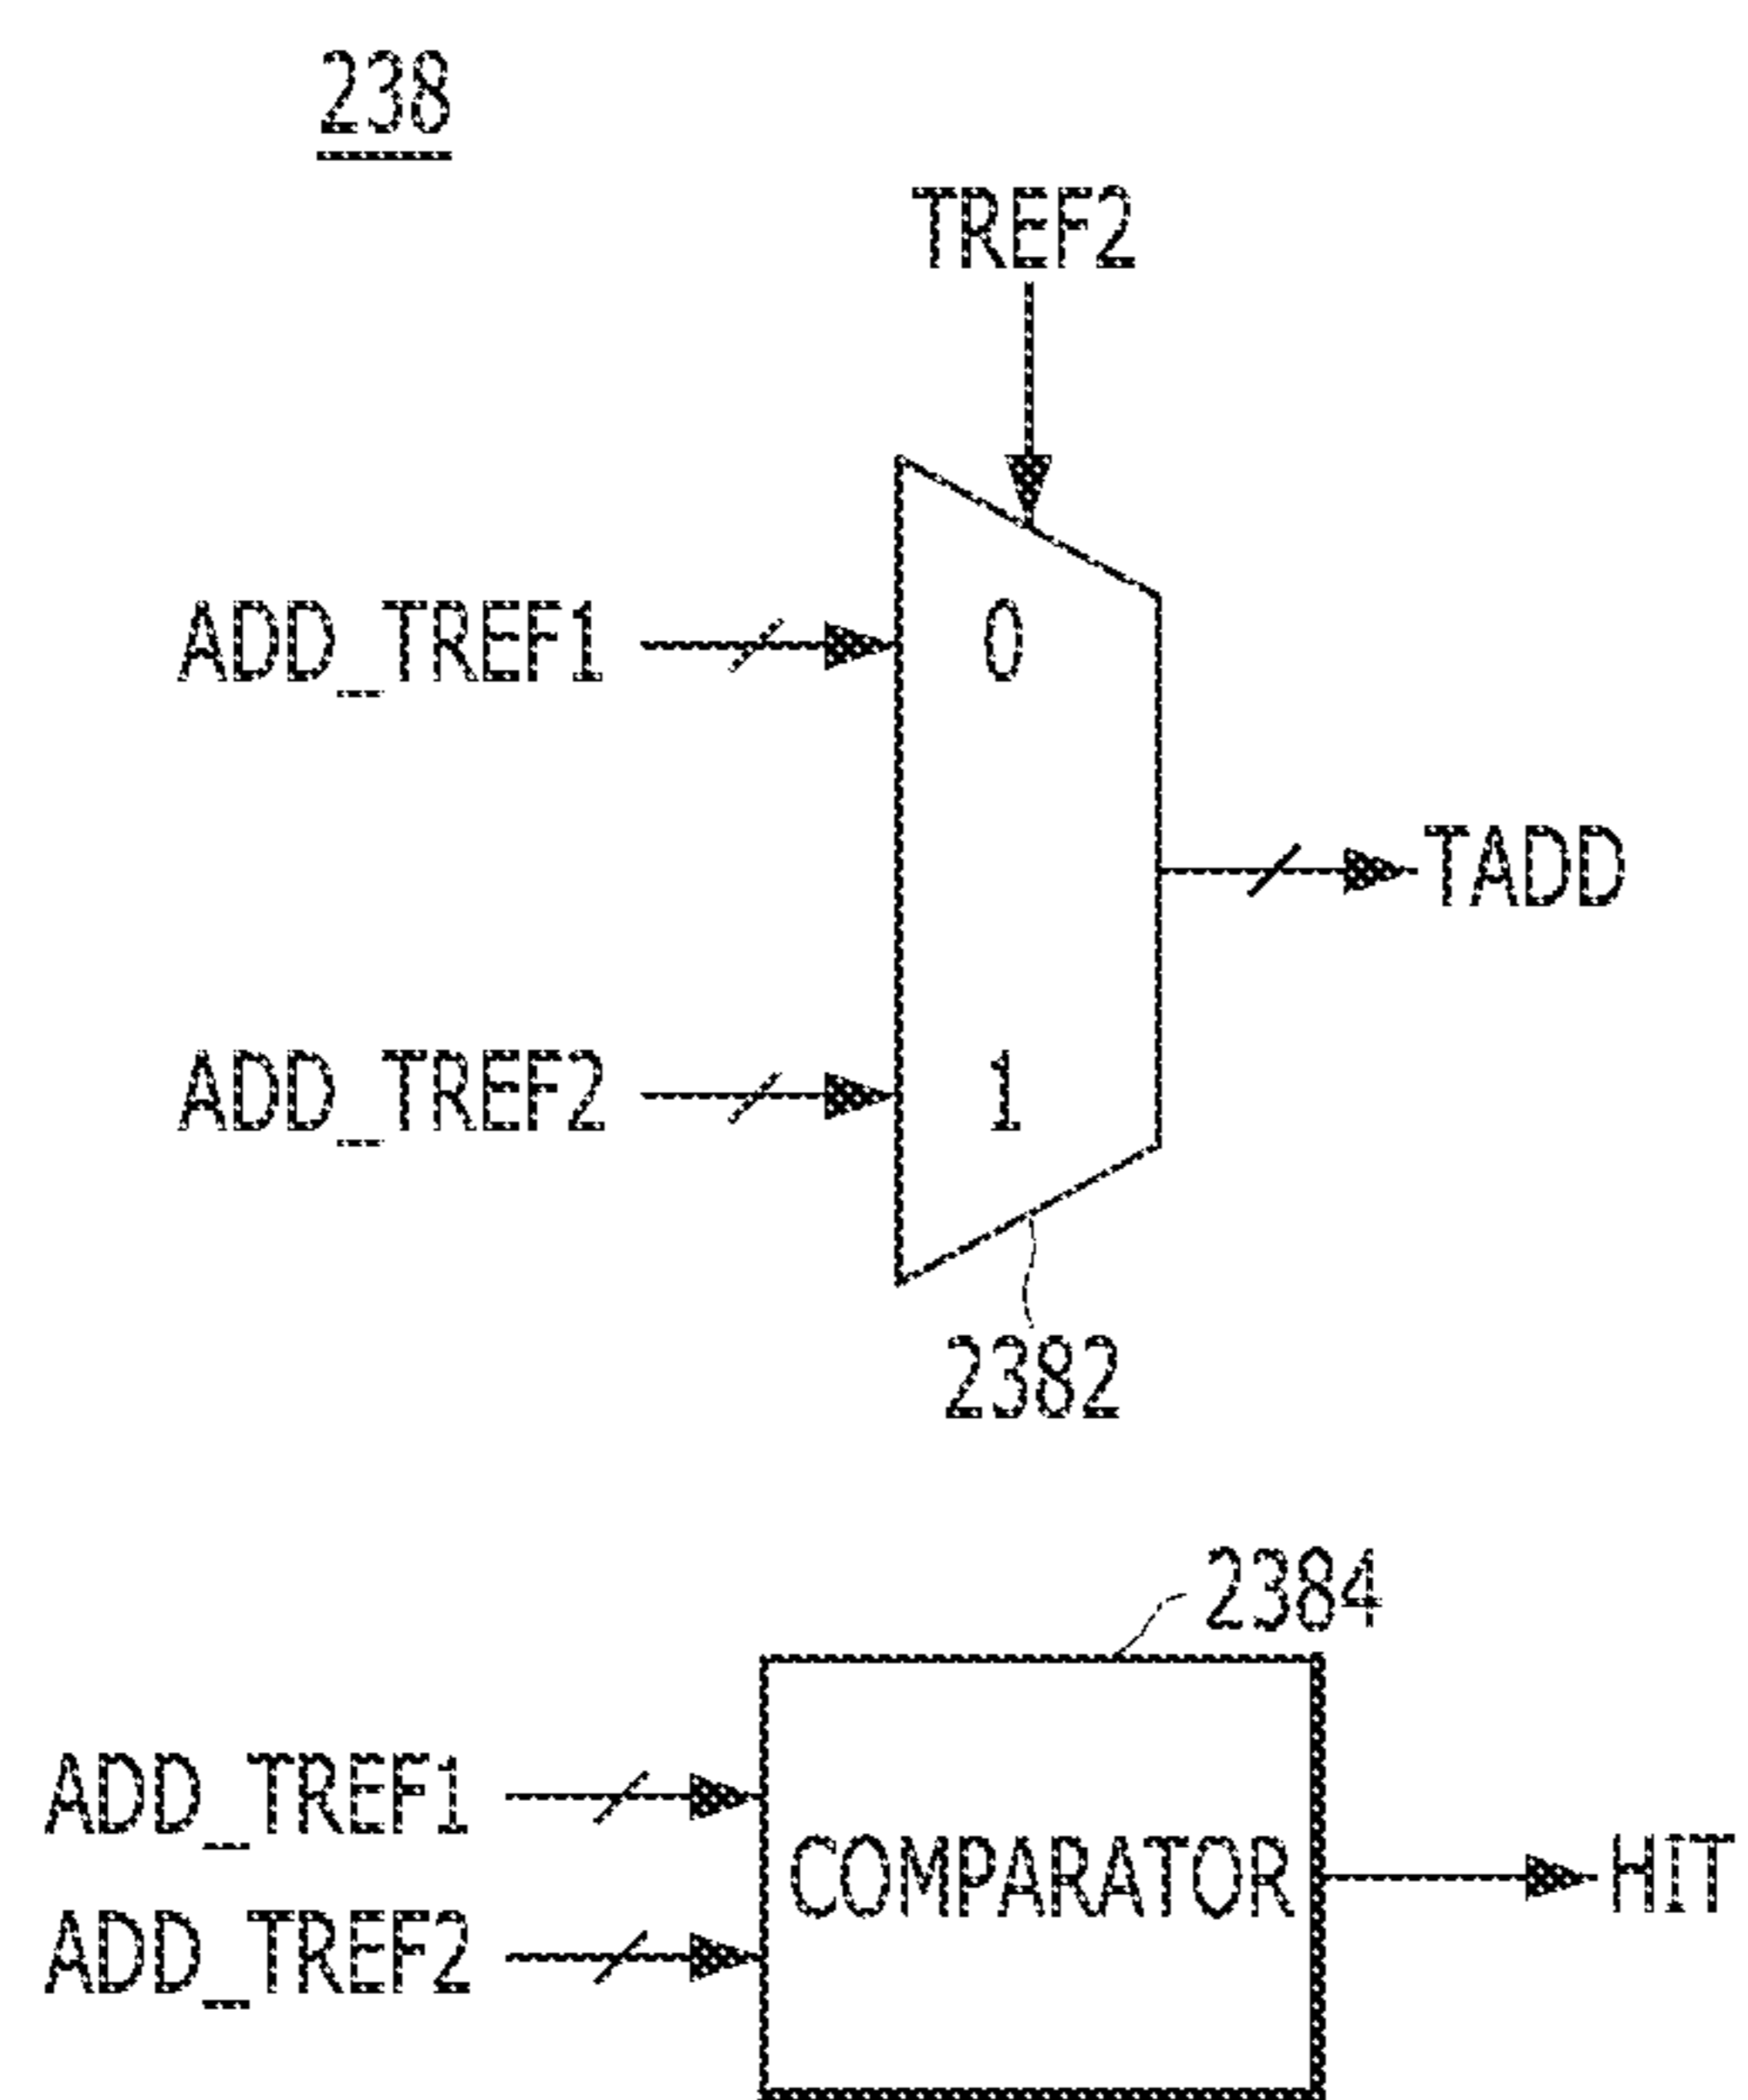 238
TREF2
ADD_TREF1
0
TADD
ADD_TREF2
1
2382
2384
ADD_TREF1
COMPARATOR
HIT
ADD_TREF2